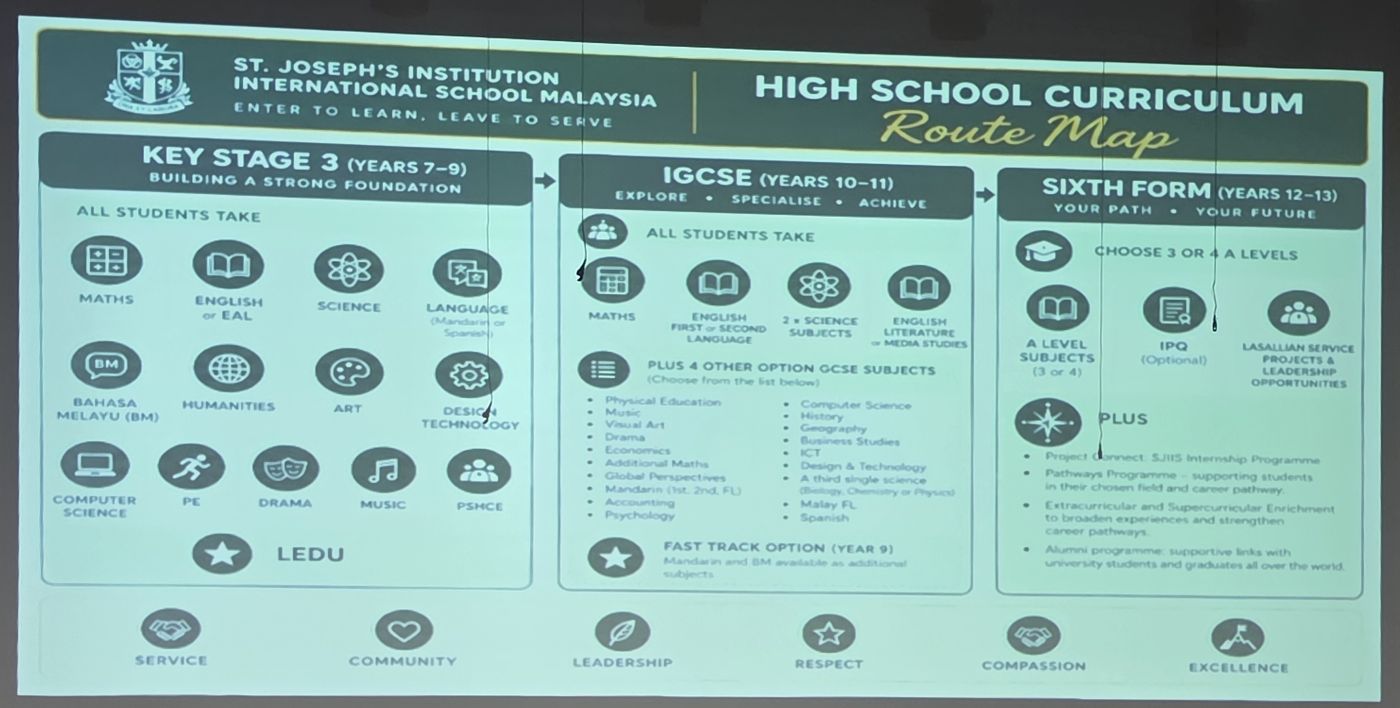 ST. JOSEPH'S INSTITUTION
INTERNATIONAL SCHOOL MALAYSIA
ENTER TO LEARN, LEAVE TO SERVE
HIGH SCHOOL CURRICULUM
Route Map
KEY STAGE 3 (YEARS 7–9)
BUILDING A STRONG FOUNDATION
ALL STUDENTS TAKE
MATHS
ENGLISH
or EAL
SCIENCE
LANGUAGE
(Mandarin or
Spanish)
BM
BAHASA
MELAYU (BM)
HUMANITIES
ART
DESIGN
TECHNOLOGY
COMPUTER
SCIENCE
PE
DRAMA
MUSIC
PSHCE
LEDU
IGCSE (YEARS 10–11)
EXPLORE • SPECIALISE • ACHIEVE
ALL STUDENTS TAKE
MATHS
ENGLISH
FIRST or SECOND
LANGUAGE
2 x SCIENCE
SUBJECTS
ENGLISH
LITERATURE
or MEDIA STUDIES
PLUS 4 OTHER OPTION GCSE SUBJECTS
(Choose from the list below)
• Physical Education
• Music
• Visual Art
• Drama
• Economics
• Additional Maths
• Global Perspectives
• Mandarin (1st, 2nd, FL)
• Accounting
• Psychology
• Computer Science
• History
• Geography
• Business Studies
• ICT
• Design & Technology
• A third single science
(Biology, Chemistry or Physics)
• Malay FL
• Spanish
FAST TRACK OPTION (YEAR 9)
Mandarin and BM available as additional
subjects
SIXTH FORM (YEARS 12–13)
YOUR PATH • YOUR FUTURE
CHOOSE 3 OR 4 A LEVELS
A LEVEL
SUBJECTS
(3 or 4)
IPQ
(Optional)
LASALLIAN SERVICE
PROJECTS &
LEADERSHIP
OPPORTUNITIES
PLUS
• Project Connect: SJIIS Internship Programme
• Pathways Programme – supporting students
in their chosen field and career pathway.
• Extracurricular and Supercurricular Enrichment
to broaden experiences and strengthen
career pathways.
• Alumni programme: supportive links with
university students and graduates all over the world.
SERVICE
COMMUNITY
LEADERSHIP
RESPECT
COMPASSION
EXCELLENCE